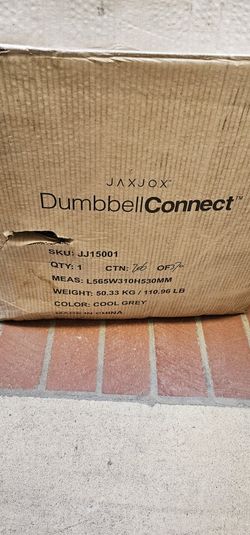 JAXJOX™
DumbbellConnect™
SKU: JJ15001
QTY: 1 CTN: OF
MEAS: L565W310H530MM
WEIGHT: 50.33 KG / 110.96 LB
COLOR: COOL GREY
MADE IN CHINA